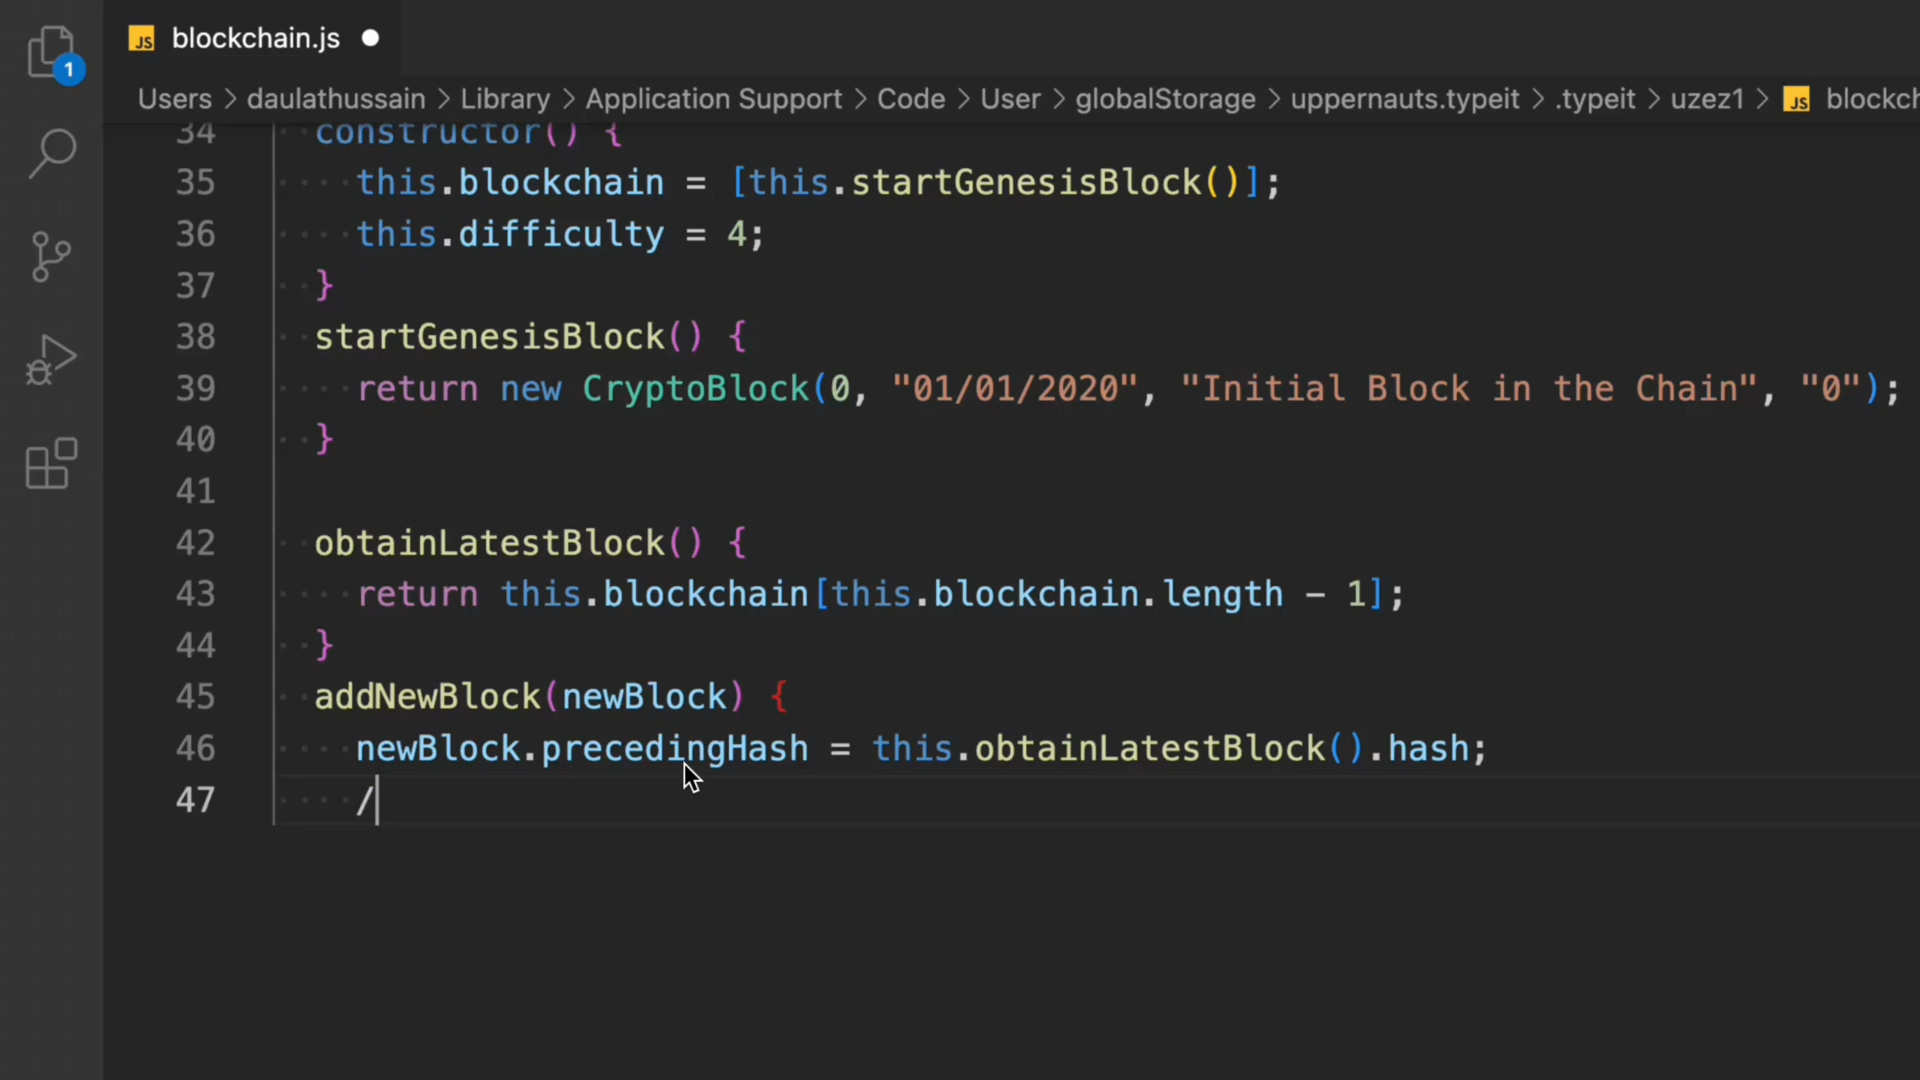 JS blockchain.js
1
Users > daulathussain > Library > Application Support > Code > User > globalStorage > uppernauts.typeit > .typeit > uzez1 > JS blockch
34 constructor() {
35 this.blockchain = [this.startGenesisBlock()];
36 this.difficulty = 4;
37 }
38 startGenesisBlock() {
39 return new CryptoBlock(0, "01/01/2020", "Initial Block in the Chain", "0");
40 }
41
42 obtainLatestBlock() {
43 return this.blockchain[this.blockchain.length - 1];
44 }
45 addNewBlock(newBlock) {
46 newBlock.precedingHash = this.obtainLatestBlock().hash;
47 /